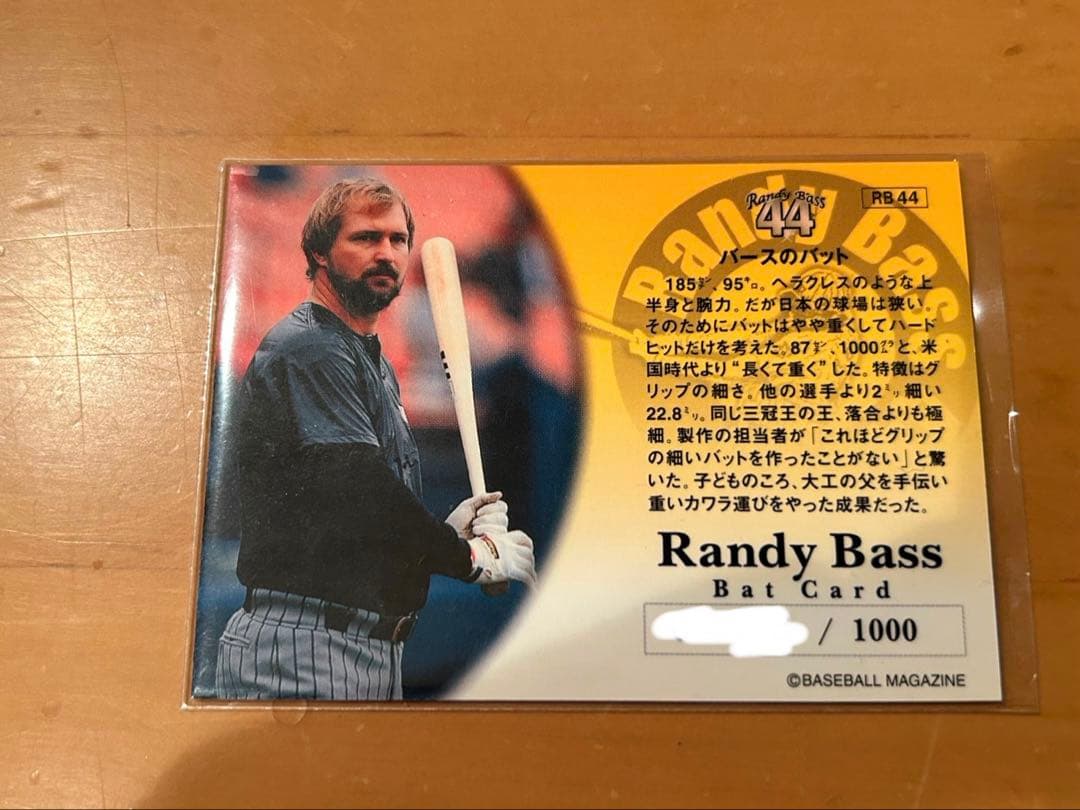 Randy Bass
44
RB 44
Randy Bass
バースのバット
185㌢、95㌔。ヘラクレスのような上
半身と腕力。だが日本の球場は狭い。
そのためにバットはやや重くしてハード
ヒットだけを考えた。87㌢、1000㌘と、米
国時代より“長くて重く”した。特徴はグ
リップの細さ。他の選手より2㍉細い
22.8㍉。同じ三冠王の王、落合よりも極
細。製作の担当者が「これほどグリップ
の細いバットを作ったことがない」と驚
いた。子どものころ、大工の父を手伝い
重いカワラ運びをやった成果だった。
Randy Bass
Bat Card
/ 1000
©BASEBALL MAGAZINE